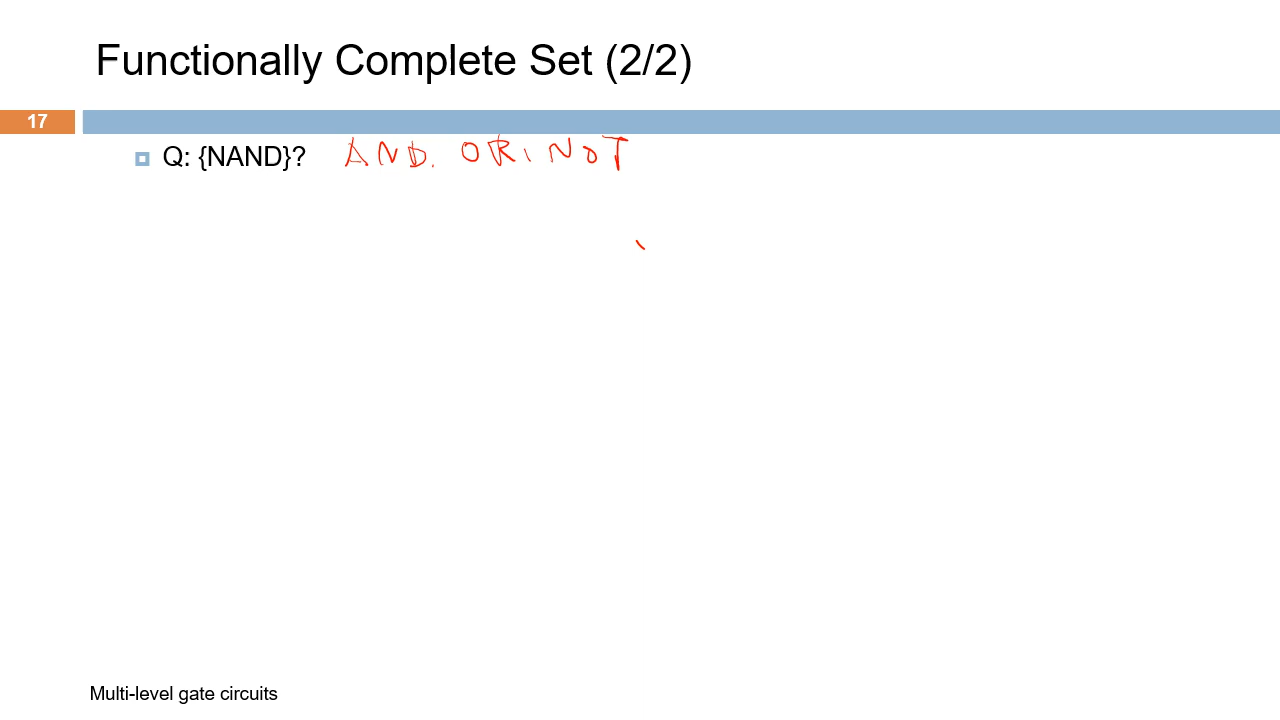 Functionally Complete Set (2/2)
17
Q: {NAND}? AND. OR, NOT
Multi-level gate circuits